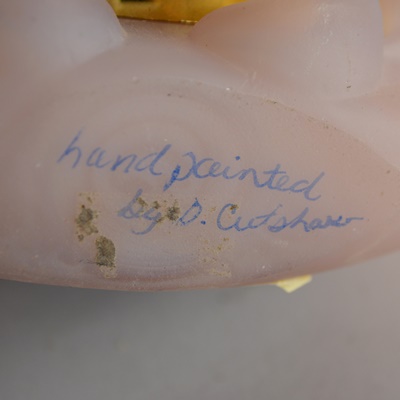 hand painted
by D. Cutshaw